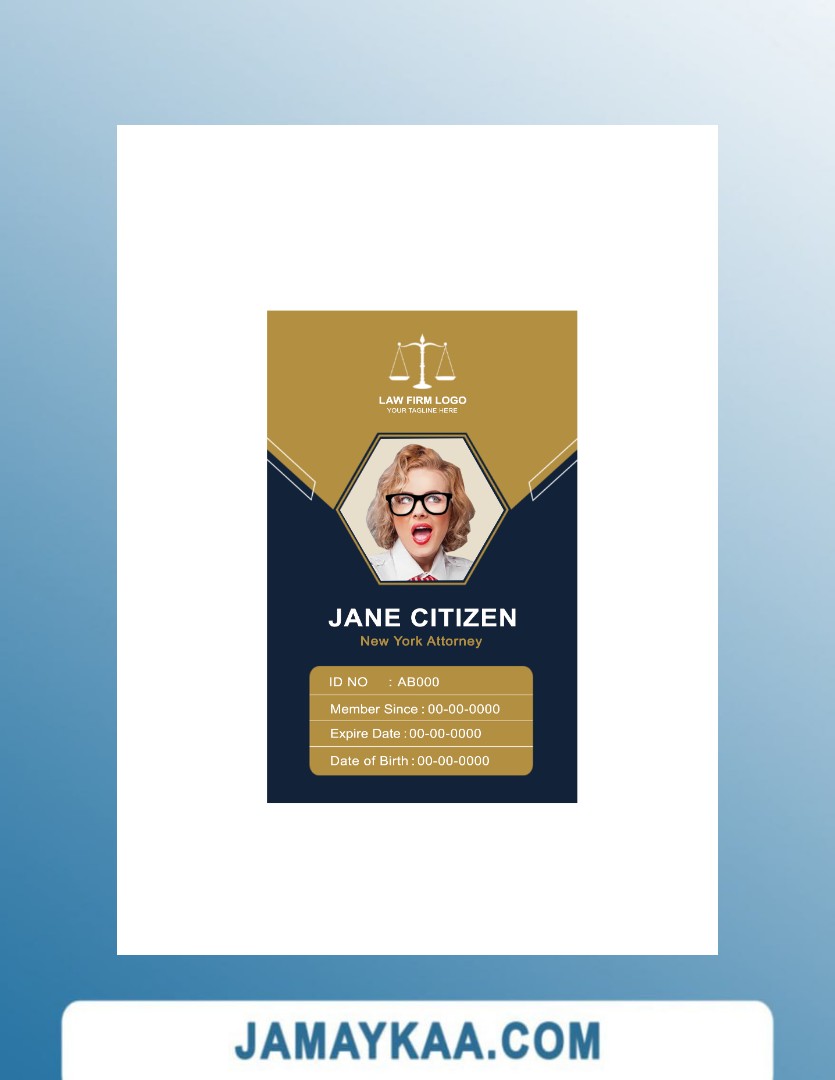 LAW FIRM LOGO
YOUR TAGLINE HERE
JANE CITIZEN
New York Attorney
ID NO : AB000
Member Since : 00-00-0000
Expire Date : 00-00-0000
Date of Birth : 00-00-0000
JAMAYKAA.COM